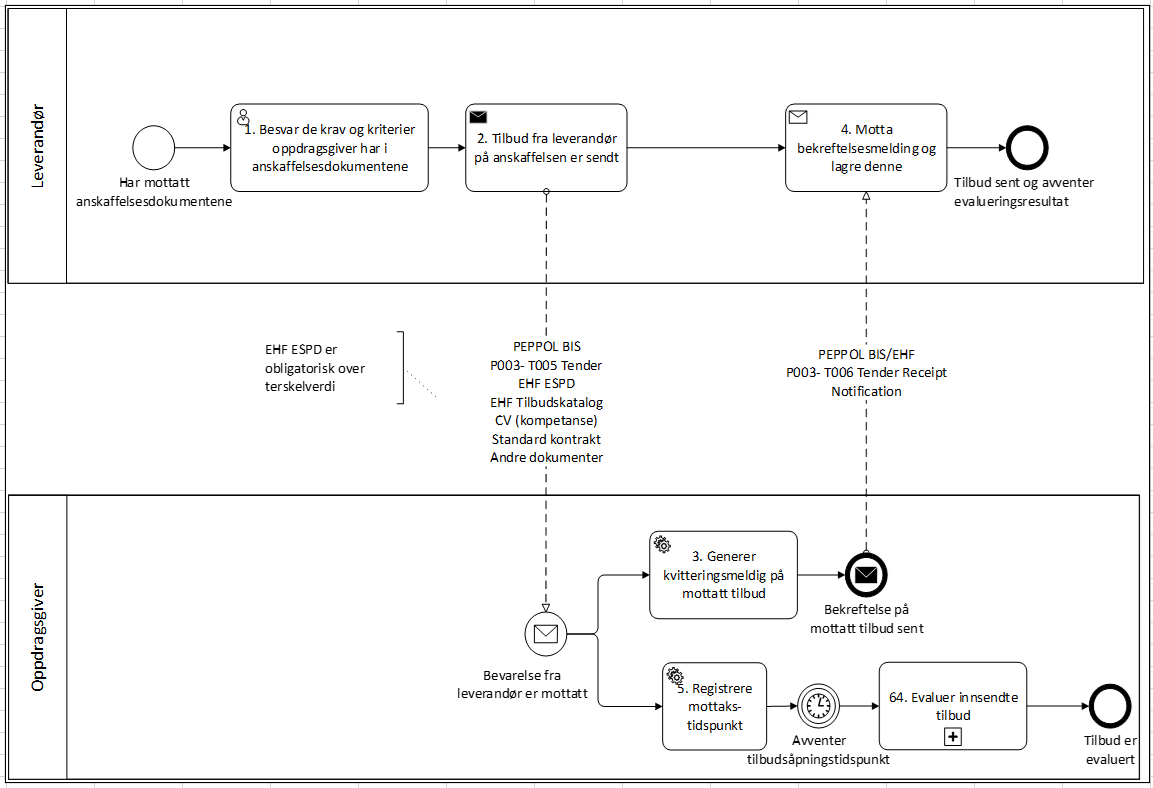 Leverandør
Har mottatt
anskaffelsesdokumentene
1. Besvar de krav og kriterier
oppdragsgiver har i
anskaffelsesdokumentene
2. Tilbud fra leverandør
på anskaffelsen er sendt
4. Motta
bekreftelsesmelding og
lagre denne
Tilbud sent og avventer
evalueringsresultat
EHF ESPD er
obligatorisk over
terskelverdi
PEPPOL BIS
P003- T005 Tender
EHF ESPD
EHF Tilbudskatalog
CV (kompetanse)
Standard kontrakt
Andre dokumenter
PEPPOL BIS/EHF
P003- T006 Tender Receipt
Notification
Oppdragsgiver
Bevarelse fra
leverandør er mottatt
3. Generer
kvitteringsmeldig på
mottatt tilbud
Bekreftelse på
mottatt tilbud sent
5. Registrere
mottaks-
tidspunkt
Avventer
tilbudsåpningstidspunkt
64. Evaluer innsendte
tilbud
Tilbud er
evaluert